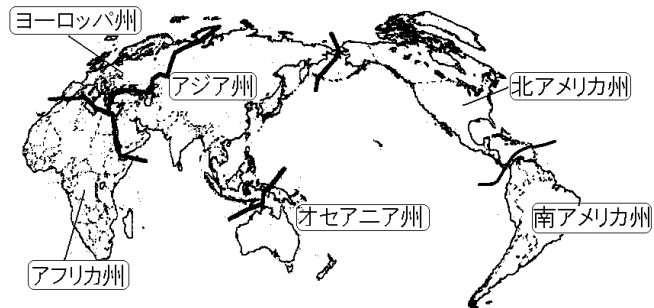 ヨーロッパ州
アジア州
北アメリカ州
オセアニア州
南アメリカ州
アフリカ州